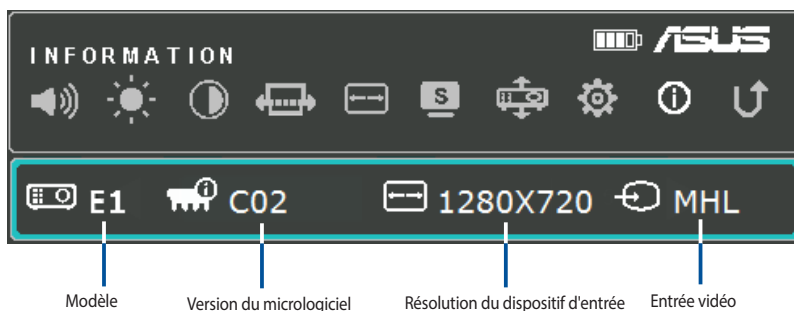 ASUS
INFORMATION
S
E1 C02 1280X720 MHL
Modèle Version du micrologiciel Résolution du dispositif d'entrée Entrée vidéo